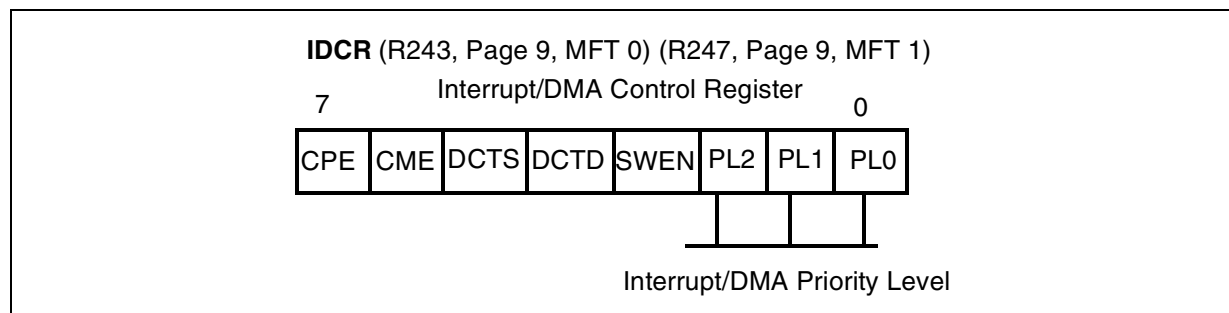 IDCR (R243, Page 9, MFT 0) (R247, Page 9, MFT 1)
Interrupt/DMA Control Register
7 0
CPE CME DCTS DCTD SWEN PL2 PL1 PL0
Interrupt/DMA Priority Level